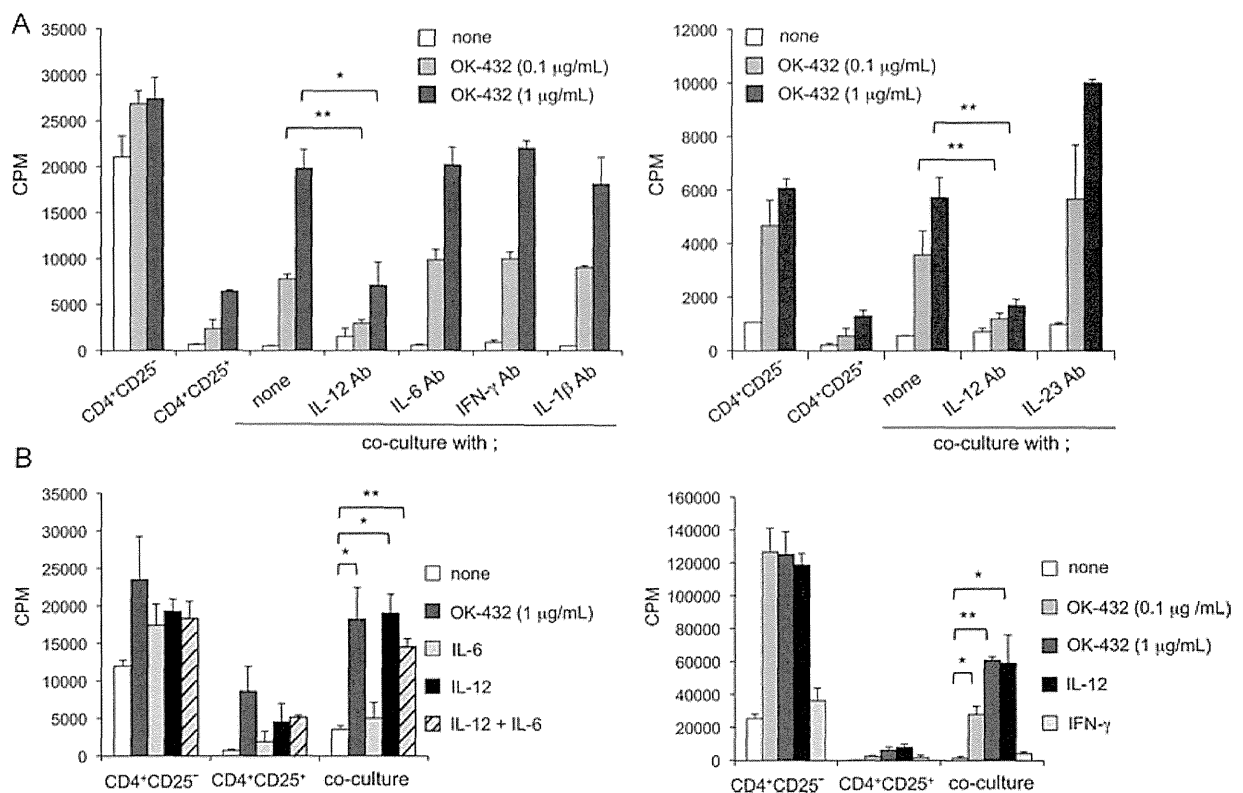 A
none
OK-432 (0.1 μg/mL)
OK-432 (1 μg/mL)
CPM
35000
30000
25000
20000
15000
10000
5000
0
*
**
CD4⁺CD25⁻
CD4⁺CD25⁺
none
IL-12 Ab
IL-6 Ab
IFN-γ Ab
IL-1β Ab
co-culture with ;
none
OK-432 (0.1 μg/mL)
OK-432 (1 μg/mL)
CPM
12000
10000
8000
6000
4000
2000
0
**
**
CD4⁺CD25⁻
CD4⁺CD25⁺
none
IL-12 Ab
IL-23 Ab
co-culture with ;
B
CPM
35000
30000
25000
20000
15000
10000
5000
0
**
*
*
CD4⁺CD25⁻
CD4⁺CD25⁺
co-culture
none
OK-432 (1 μg/mL)
IL-6
IL-12
IL-12 + IL-6
CPM
160000
140000
120000
100000
80000
60000
40000
20000
0
*
**
*
CD4⁺CD25⁻
CD4⁺CD25⁺
co-culture
none
OK-432 (0.1 μg /mL)
OK-432 (1 μg/mL)
IL-12
IFN-γ